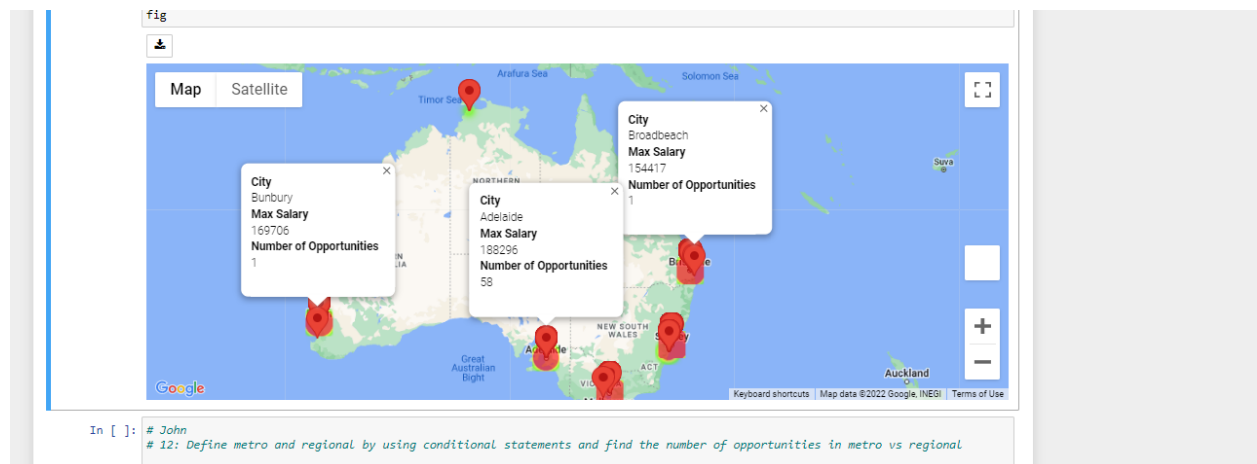 fig
Map Satellite
Arafura Sea
Solomon Sea
Timor Sea
City
Broadbeach
Max Salary
154417
Number of Opportunities
1
City
Bunbury
Max Salary
169706
Number of Opportunities
1
NORTHERN
City
Adelaide
Max Salary
188296
Number of Opportunities
58
Suva
NEW SOUTH
WALES
ACT
Great
Australian
Bight
Auckland
Google
Keyboard shortcuts Map data ©2022 Google, INEGI Terms of Use
In [ ]: # John
# 12: Define metro and regional by using conditional statements and find the number of opportunities in metro vs regional